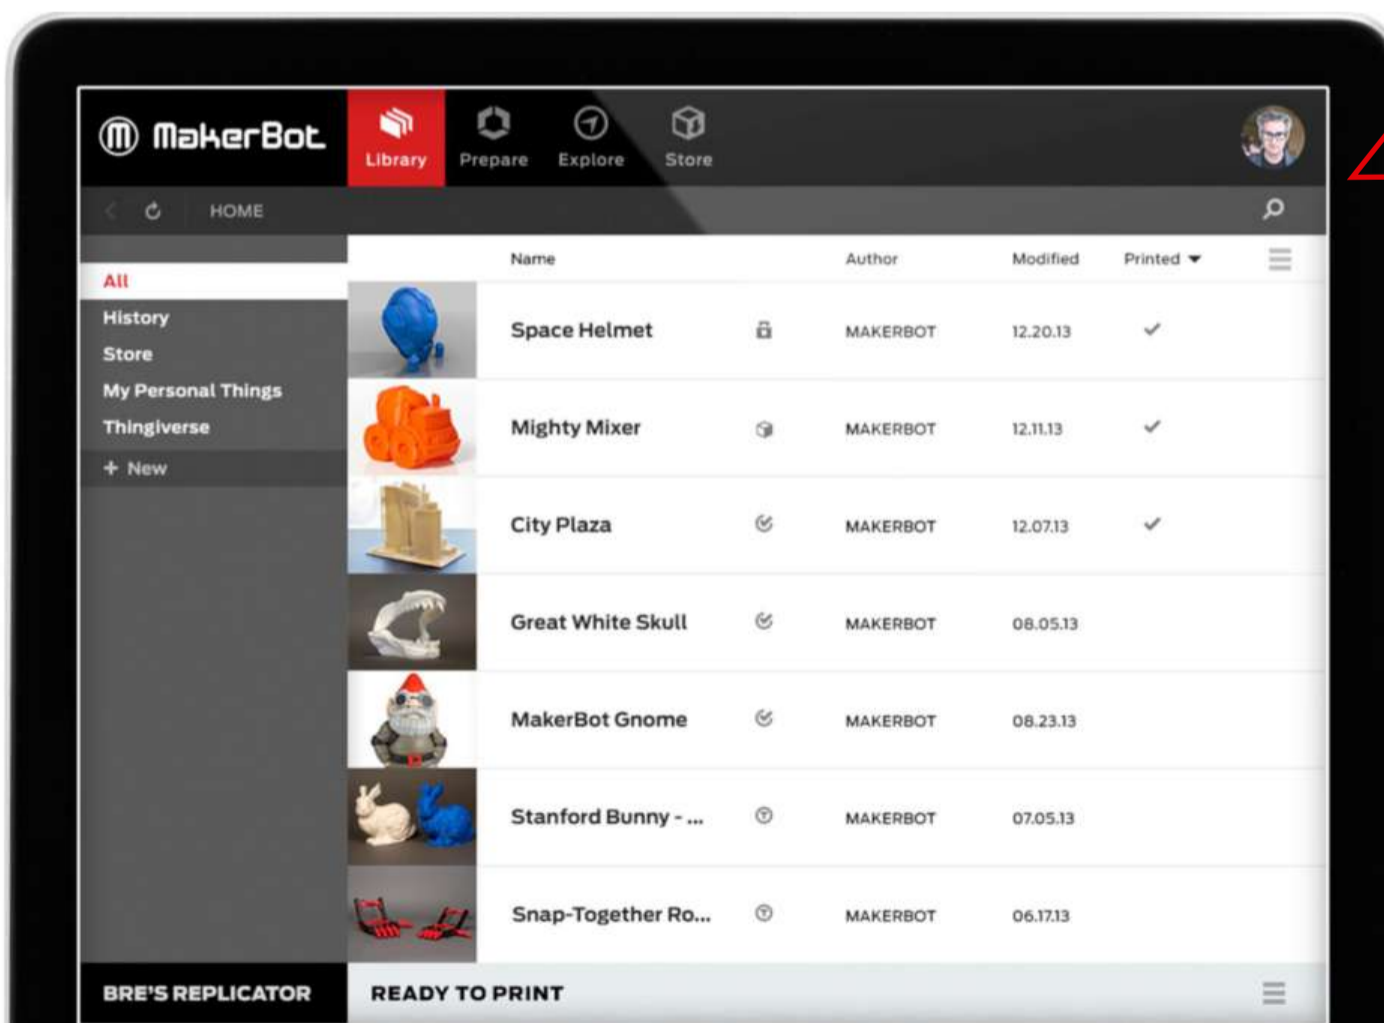 MakerBot
Library
Prepare
Explore
Store
HOME
Name Author Modified Printed
All
History
Store
My Personal Things
Thingiverse
+ New
Space Helmet MAKERBOT 12.20.13
Mighty Mixer MAKERBOT 12.11.13
City Plaza MAKERBOT 12.07.13
Great White Skull MAKERBOT 08.05.13
MakerBot Gnome MAKERBOT 08.23.13
Stanford Bunny - ... MAKERBOT 07.05.13
Snap-Together Ro... MAKERBOT 06.17.13
BRE'S REPLICATOR
READY TO PRINT